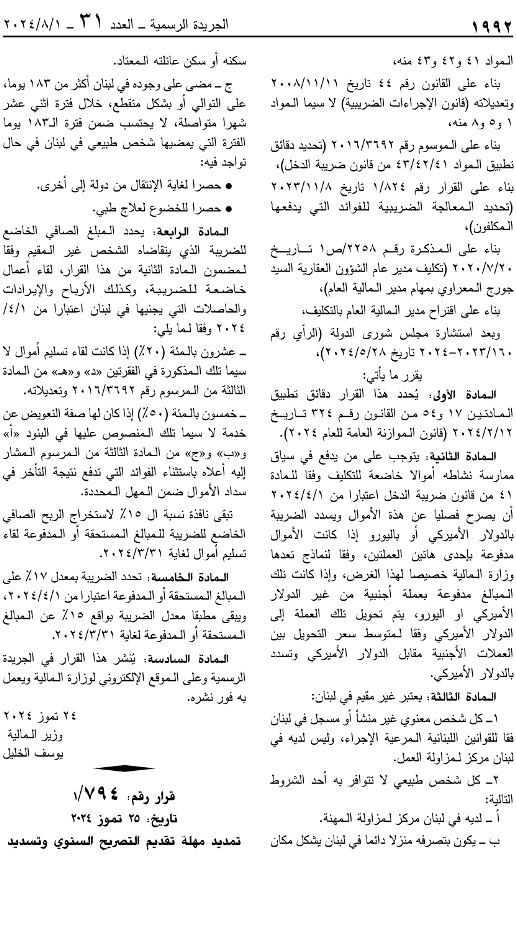 ١٩٩٢
الجريدة الرسمية ــ العدد ٣١ ــ ٢٠٢٤/٨/١
المواد ٤١ و٤٢ و٤٣ منه،
بناء على القانون رقم ٤٤ تاريخ ٢٠٠٨/١١/١١
وتعديلاته (قانون الإجراءات الضريبية) لا سيما المواد
١ و٥ و٨ منه،
بناء على الموسوم رقم ٢٠١٦/٣٦٩٢ (تحديد دقائق
تطبيق المواد ٤٣/٤٢/٤١ من قانون ضريبة الدخل)،
بناء على القرار رقم ١/٨٢٤ تاريخ ٢٠٢٣/١١/٨
(تحديد المعالجة الضريبية للفوائد التي يدفعها
المكلفون)،
بناء على المذكرة رقم ٢٢٥٨/ص١ تاريخ
٢٠٢٠/٧/٢٠ (تكليف مدير عام الشؤون العقارية السيد
جورج المعراوي بمهام مدير المالية العام)،
بناء على اقتراح مدير المالية العام بالتكليف،
وبعد استشارة مجلس شورى الدولة (الرأي رقم
٢٠٢٣/١٦٠-٢٠٢٤ تاريخ ٢٠٢٤/٥/٢٨)،
يقرر ما يأتي:
المادة الأولى: يُحدد هذا القرار دقائق تطبيق
المادتين ١٧ و٥٤ من القانون رقم ٣٢٤ تاريخ
٢٠٢٤/٢/١٢ (قانون الموازنة العامة للعام ٢٠٢٤).
المادة الثانية: يتوجب على من يدفع في سياق
ممارسة نشاطه أموالا خاضعة للتكليف وفقا للمادة
٤١ من قانون ضريبة الدخل اعتبارا من ٢٠٢٤/٤/١
أن يصرح فصليا عن هذه الأموال ويسدد الضريبة
بالدولار الأميركي أو باليورو إذا كانت الأموال
مدفوعة بإحدى هاتين العملتين، وفقا لنماذج تعدها
وزارة المالية خصيصا لهذا الغرض، وإذا كانت تلك
المبالغ مدفوعة بعملة أجنبية من غير الدولار
الأميركي او اليورو، يتم تحويل تلك العملة إلى
الدولار الأميركي وفقا لمتوسط سعر التحويل بين
العملات الأجنبية مقابل الدولار الأميركي وتسدد
بالدولار الأميركي.
المادة الثالثة: يعتبر غير مقيم في لبنان:
١ــ كل شخص معنوي غير منشأ أو مسجل في لبنان
فقا للقوانين اللبنانية المرعية الإجراء، وليس لديه في
لبنان مركز لمزاولة العمل.
٢ــ كل شخص طبيعي لا تتوافر به أحد الشروط
التالية:
أ ــ لديه في لبنان مركز لمزاولة المهنة.
ب ــ يكون بتصرفه منزلا دائما في لبنان يشكل مكان
سكنه أو سكن عائلته المعتاد.
ج ــ مضى على وجوده في لبنان أكثر من ١٨٣ يوما،
على التوالي أو بشكل متقطع، خلال فترة اثني عشر
شهرا متواصلة، لا يحتسب ضمن فترة الـ١٨٣ يوما
الفترة التي يمضيها شخص طبيعي في لبنان في حال
تواجد فيه:
● حصرا لغاية الإنتقال من دولة إلى أخرى.
● حصرا للخضوع لعلاج طبي.
المادة الرابعة: يحدد المبلغ الصافي الخاضع
للضريبة الذي يتقاضاه الشخص غير المقيم وفقا
لمضمون المادة الثانية من هذا القرار، لقاء أعمال
خاضعة للضريبة، وكذلك الأرباح والإيرادات
والحاصلات التي يجنيها في لبنان اعتبارا من ٤/١/
٢٠٢٤ وفقا لما يلي:
ــ عشرون بالمئة (٢٠٪) إذا كانت لقاء تسليم أموال لا
سيما تلك المذكورة في الفقرتين «د» و«هـ» من المادة
الثالثة من المرسوم رقم ٢٠١٦/٣٦٩٢ وتعديلاته.
ــ خمسون بالمئة (٥٠٪) إذا كان لها صفة التعويض عن
خدمة لا سيما تلك المنصوص عليها في البنود «أ»
و«ب» و«ج» من المادة الثالثة من المرسوم المشار
إليه أعلاه باستثناء الفوائد التي تدفع نتيجة التأخر في
سداد الأموال ضمن المهل المحددة.
تبقى نافذة نسبة ال ١٥٪ لاستخراج الربح الصافي
الخاضع للضريبة للمبالغ المستحقة أو المدفوعة لقاء
تسليم أموال لغاية ٢٠٢٤/٣/٣١.
المادة الخامسة: تحدد الضريبة بمعدل ١٧٪ على
المبالغ المستحقة أو المدفوعة اعتبارا من ٢٠٢٤/٤/١،
ويبقى مطبقا معدل الضريبة بواقع ١٥٪ عن المبالغ
المستحقة أو المدفوعة لغاية ٢٠٢٤/٣/٣١.
المادة السادسة: يُنشر هذا القرار في الجريدة
الرسمية وعلى الموقع الإلكتروني لوزارة المالية ويعمل
به فور نشره.
٢٤ تموز ٢٠٢٤
وزير المالية
يوسف الخليل
قرار رقم: ١/٧٩٤
تاريخ: ٢٥ تموز ٢٠٢٤
تمديد مهلة تقديم التصريح السنوي وتسديد